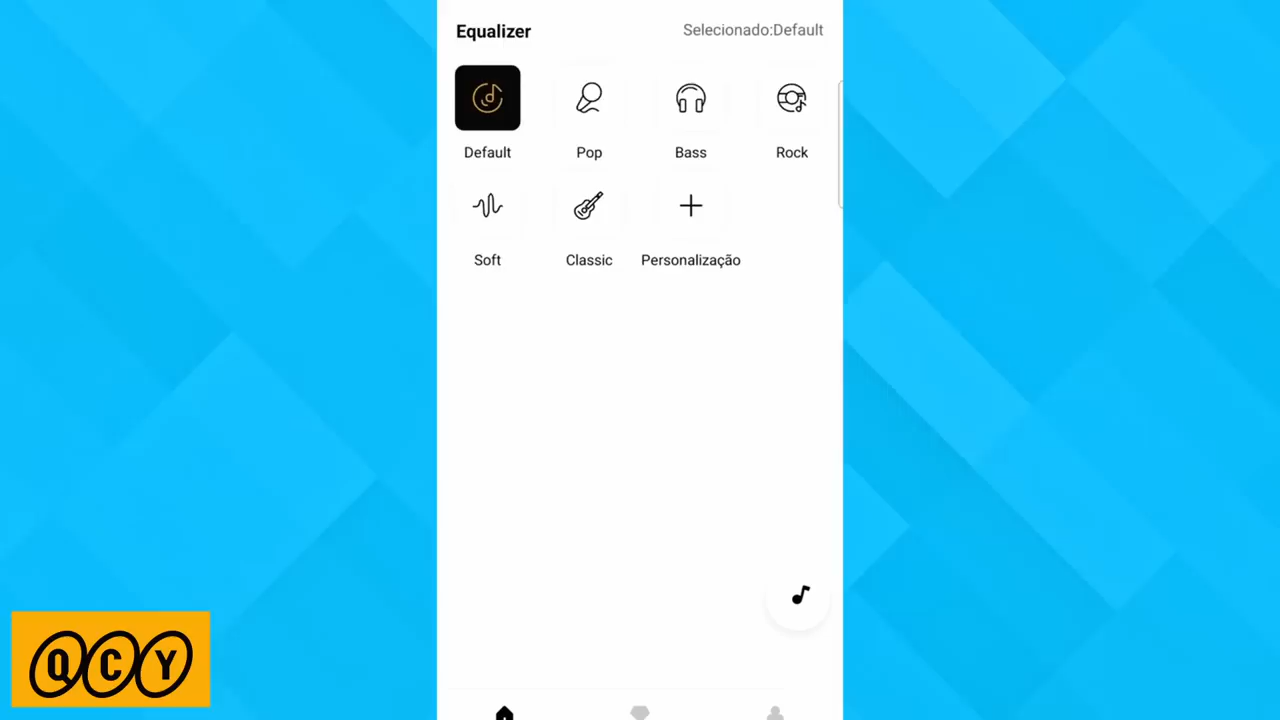 Equalizer Selecionado:Default
Default Pop Bass Rock
Soft Classic Personalização
QCY